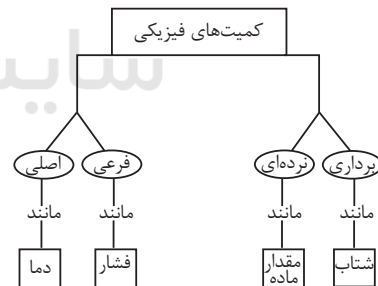 کمیت‌های فیزیکی
برداری نرده‌ای فرعی اصلی
مانند مانند مانند مانند
شتاب مقدار ماده فشار دما